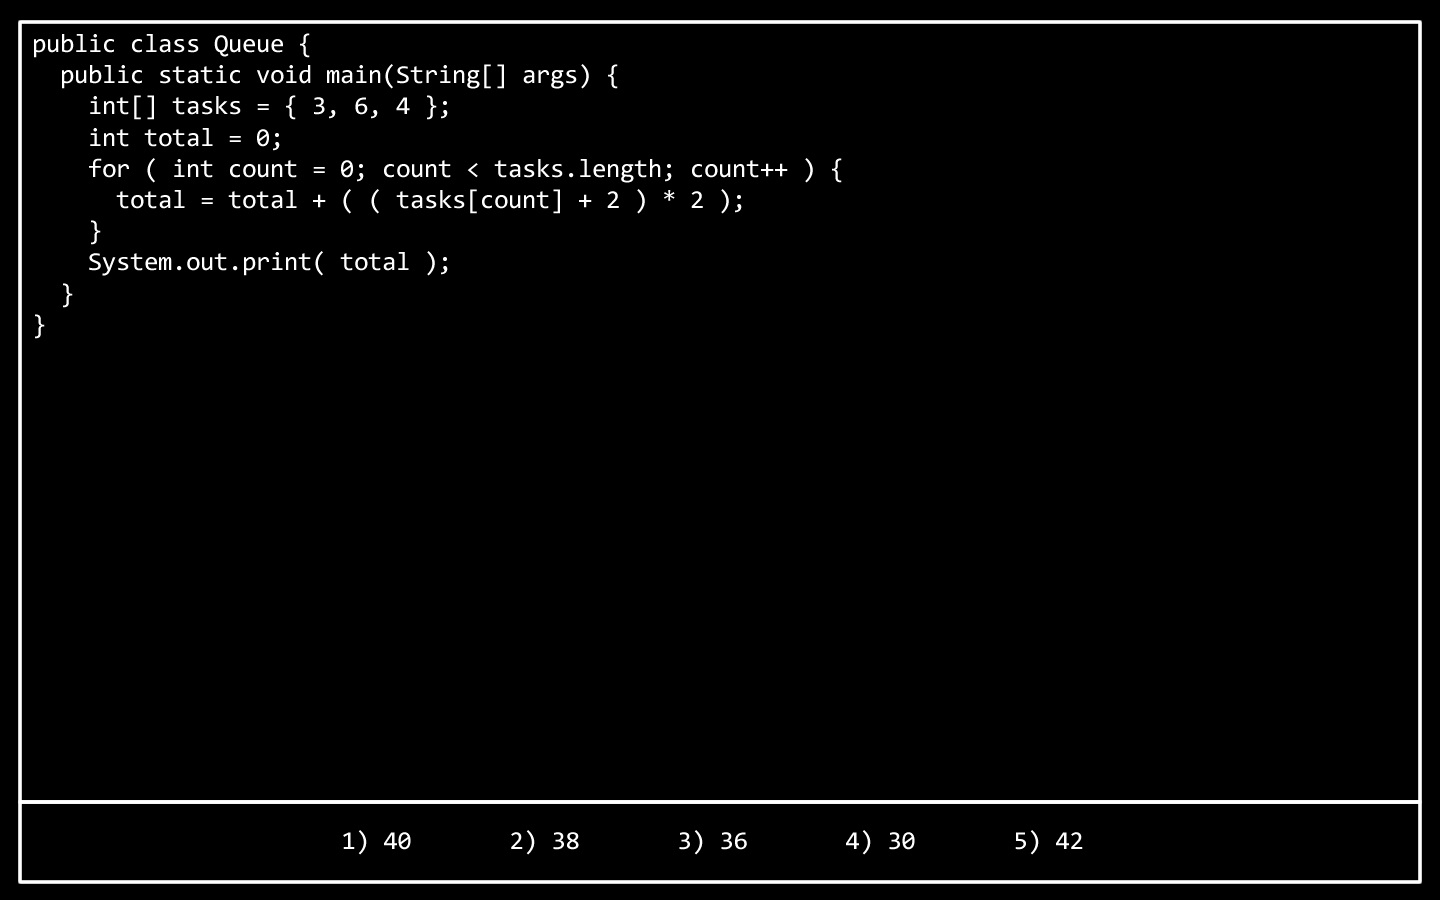 public class Queue {
  public static void main(String[] args) {
    int[] tasks = { 3, 6, 4 };
    int total = 0;
    for ( int count = 0; count < tasks.length; count++ ) {
      total = total + ( ( tasks[count] + 2 ) * 2 );
    }
    System.out.print( total );
  }
}
1) 40 2) 38 3) 36 4) 30 5) 42